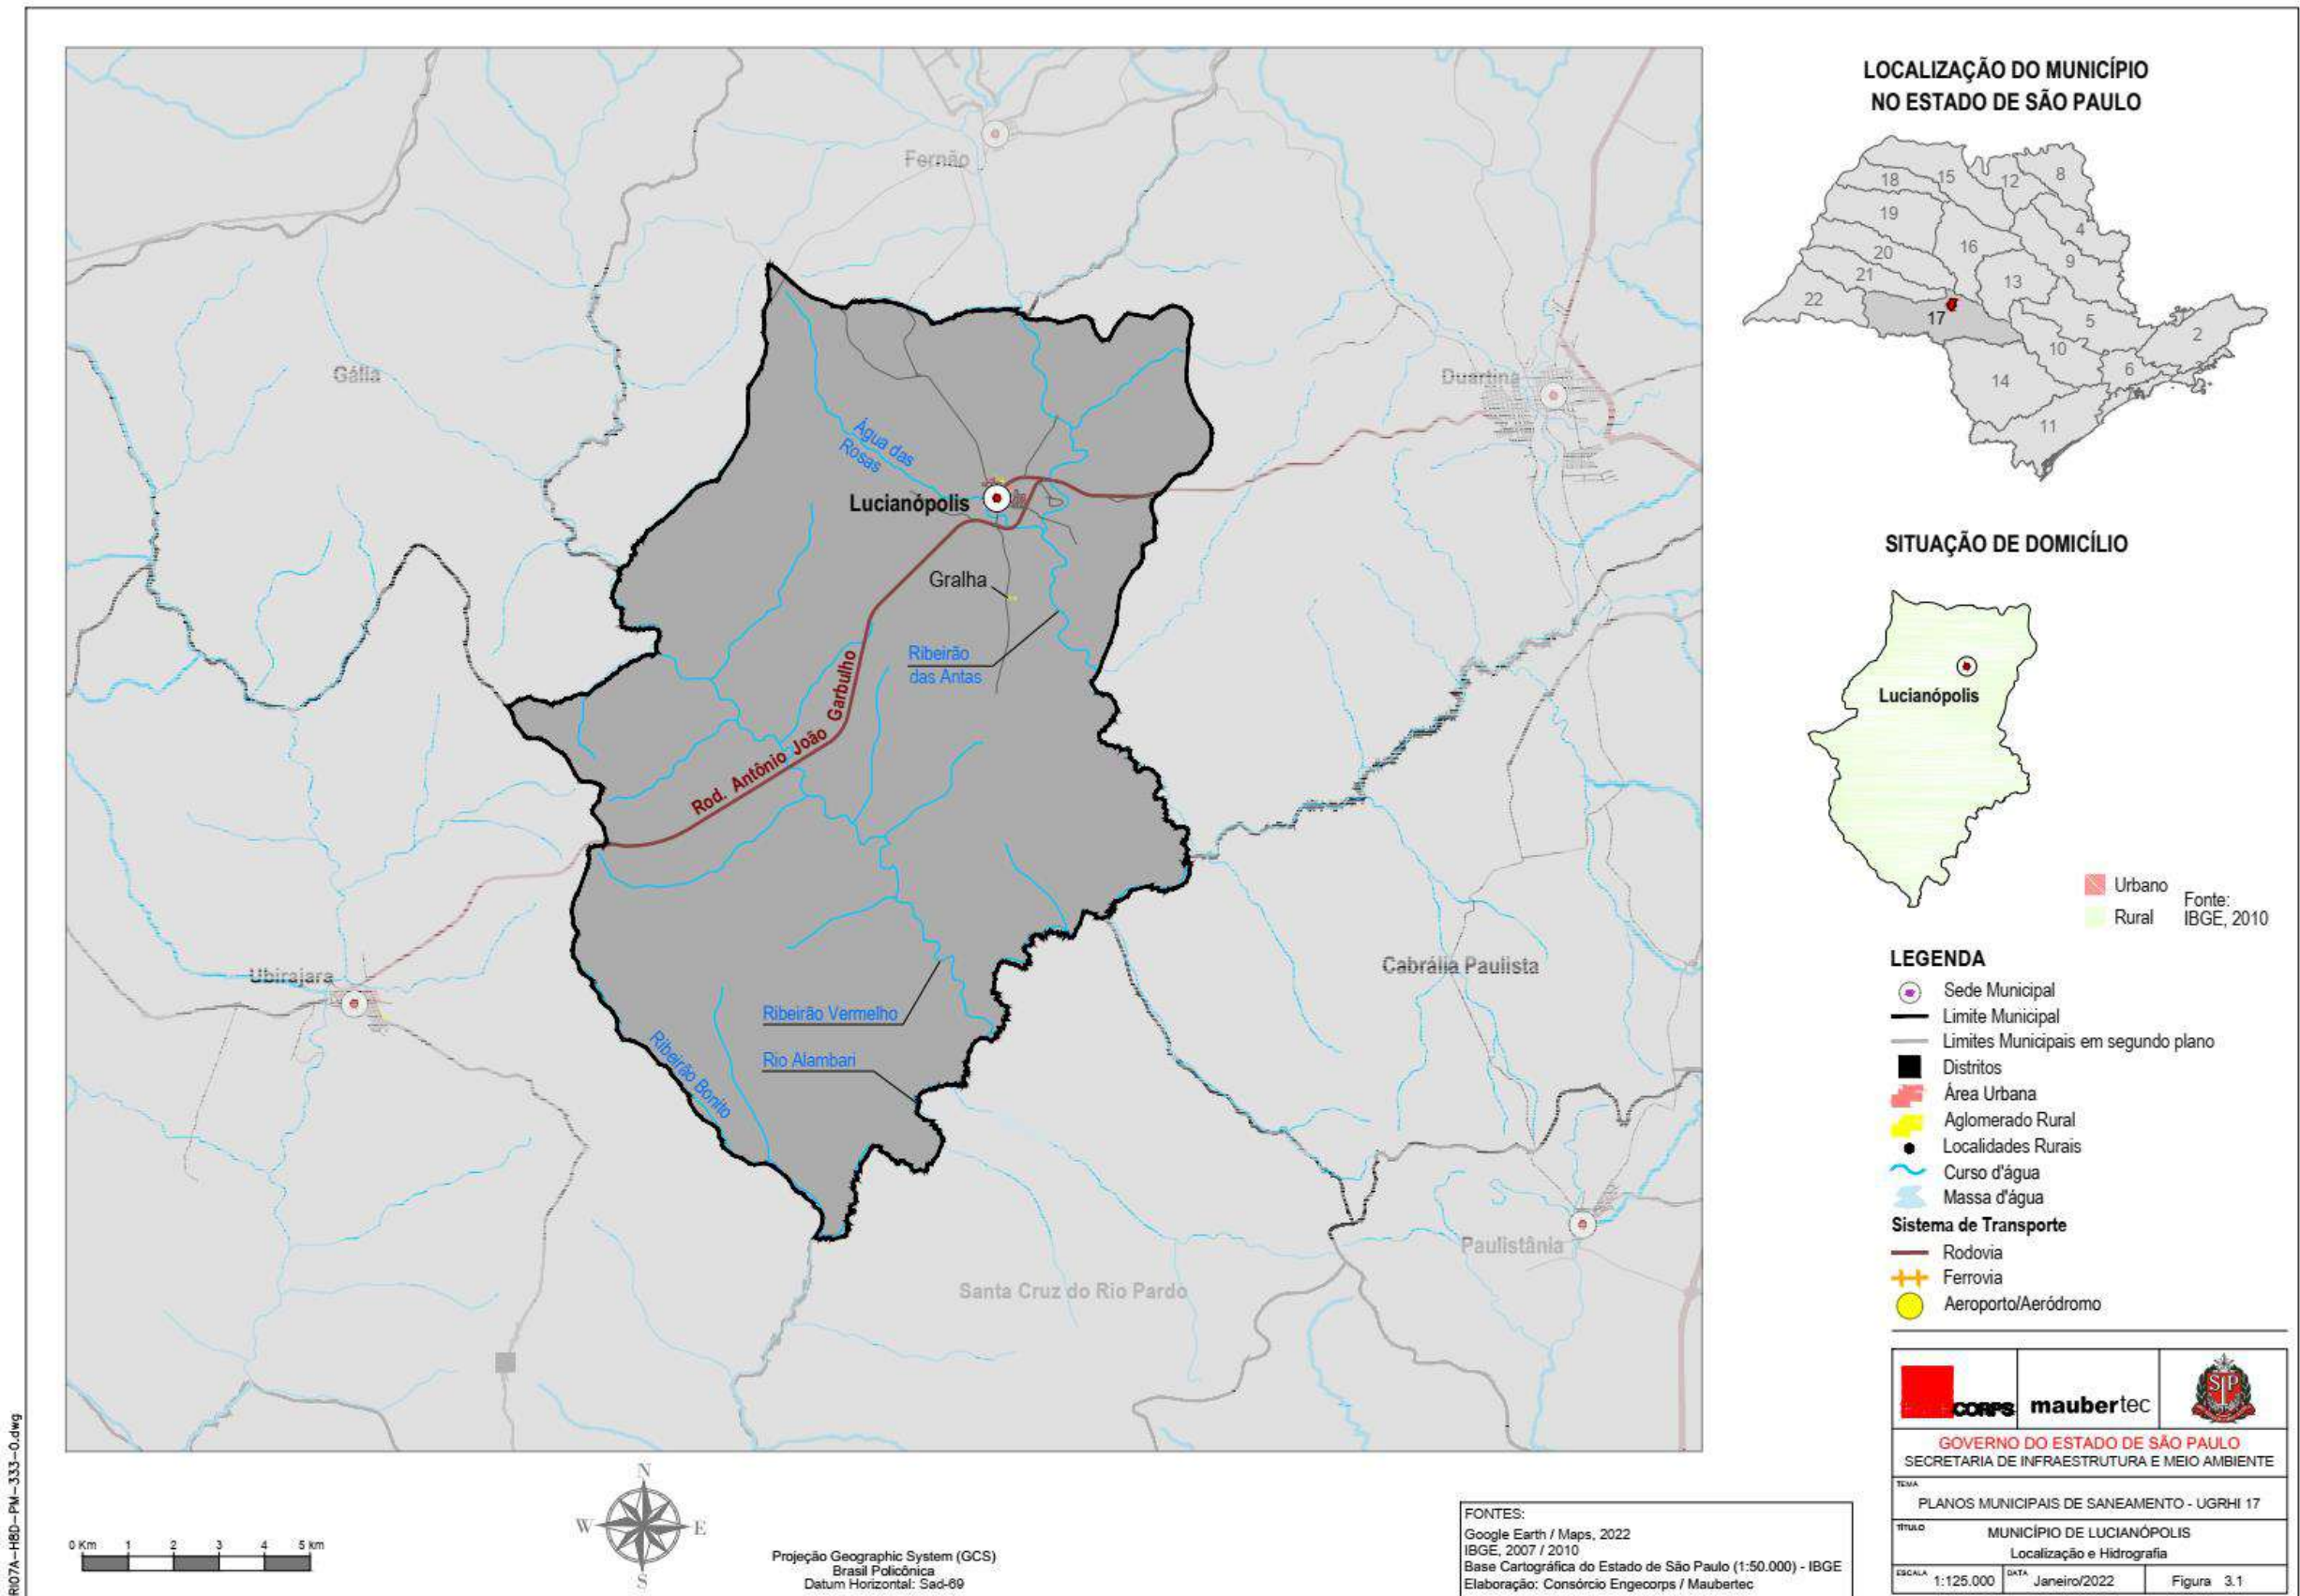 Fernão
Gália
Duartina
Água das
Rosas
Lucianópolis
Gralha
Ribeirão
das Antas
Rod. Antônio João Garbulho
Ubirajara
Cabrália Paulista
Ribeirão Vermelho
Rio Alambari
Ribeirão Bonito
Paulistânia
Santa Cruz do Rio Pardo
LOCALIZAÇÃO DO MUNICÍPIO
NO ESTADO DE SÃO PAULO
18
15
12
8
19
4
16
20
9
21
13
22
17
5
2
10
6
14
11
SITUAÇÃO DE DOMICÍLIO
Lucianópolis
Urbano
Rural
Fonte:
IBGE, 2010
LEGENDA
Sede Municipal
Limite Municipal
Limites Municipais em segundo plano
Distritos
Área Urbana
Aglomerado Rural
Localidades Rurais
Curso d'água
Massa d'água
Sistema de Transporte
Rodovia
Ferrovia
Aeroporto/Aeródromo
CORPS
maubertec
SP
GOVERNO DO ESTADO DE SÃO PAULO
SECRETARIA DE INFRAESTRUTURA E MEIO AMBIENTE
TEMA
PLANOS MUNICIPAIS DE SANEAMENTO - UGRHI 17
TÍTULO
MUNICÍPIO DE LUCIANÓPOLIS
Localização e Hidrografia
ESCALA 1:125.000
DATA Janeiro/2022
Figura 3.1
RI07A-H8D-PM-333-0.dwg
0 Km 1 2 3 4 5 km
N
W E
S
Projeção Geographic System (GCS)
Brasil Policônica
Datum Horizontal: Sad-69
FONTES:
Google Earth / Maps, 2022
IBGE, 2007 / 2010
Base Cartográfica do Estado de São Paulo (1:50.000) - IBGE
Elaboração: Consórcio Engecorps / Maubertec